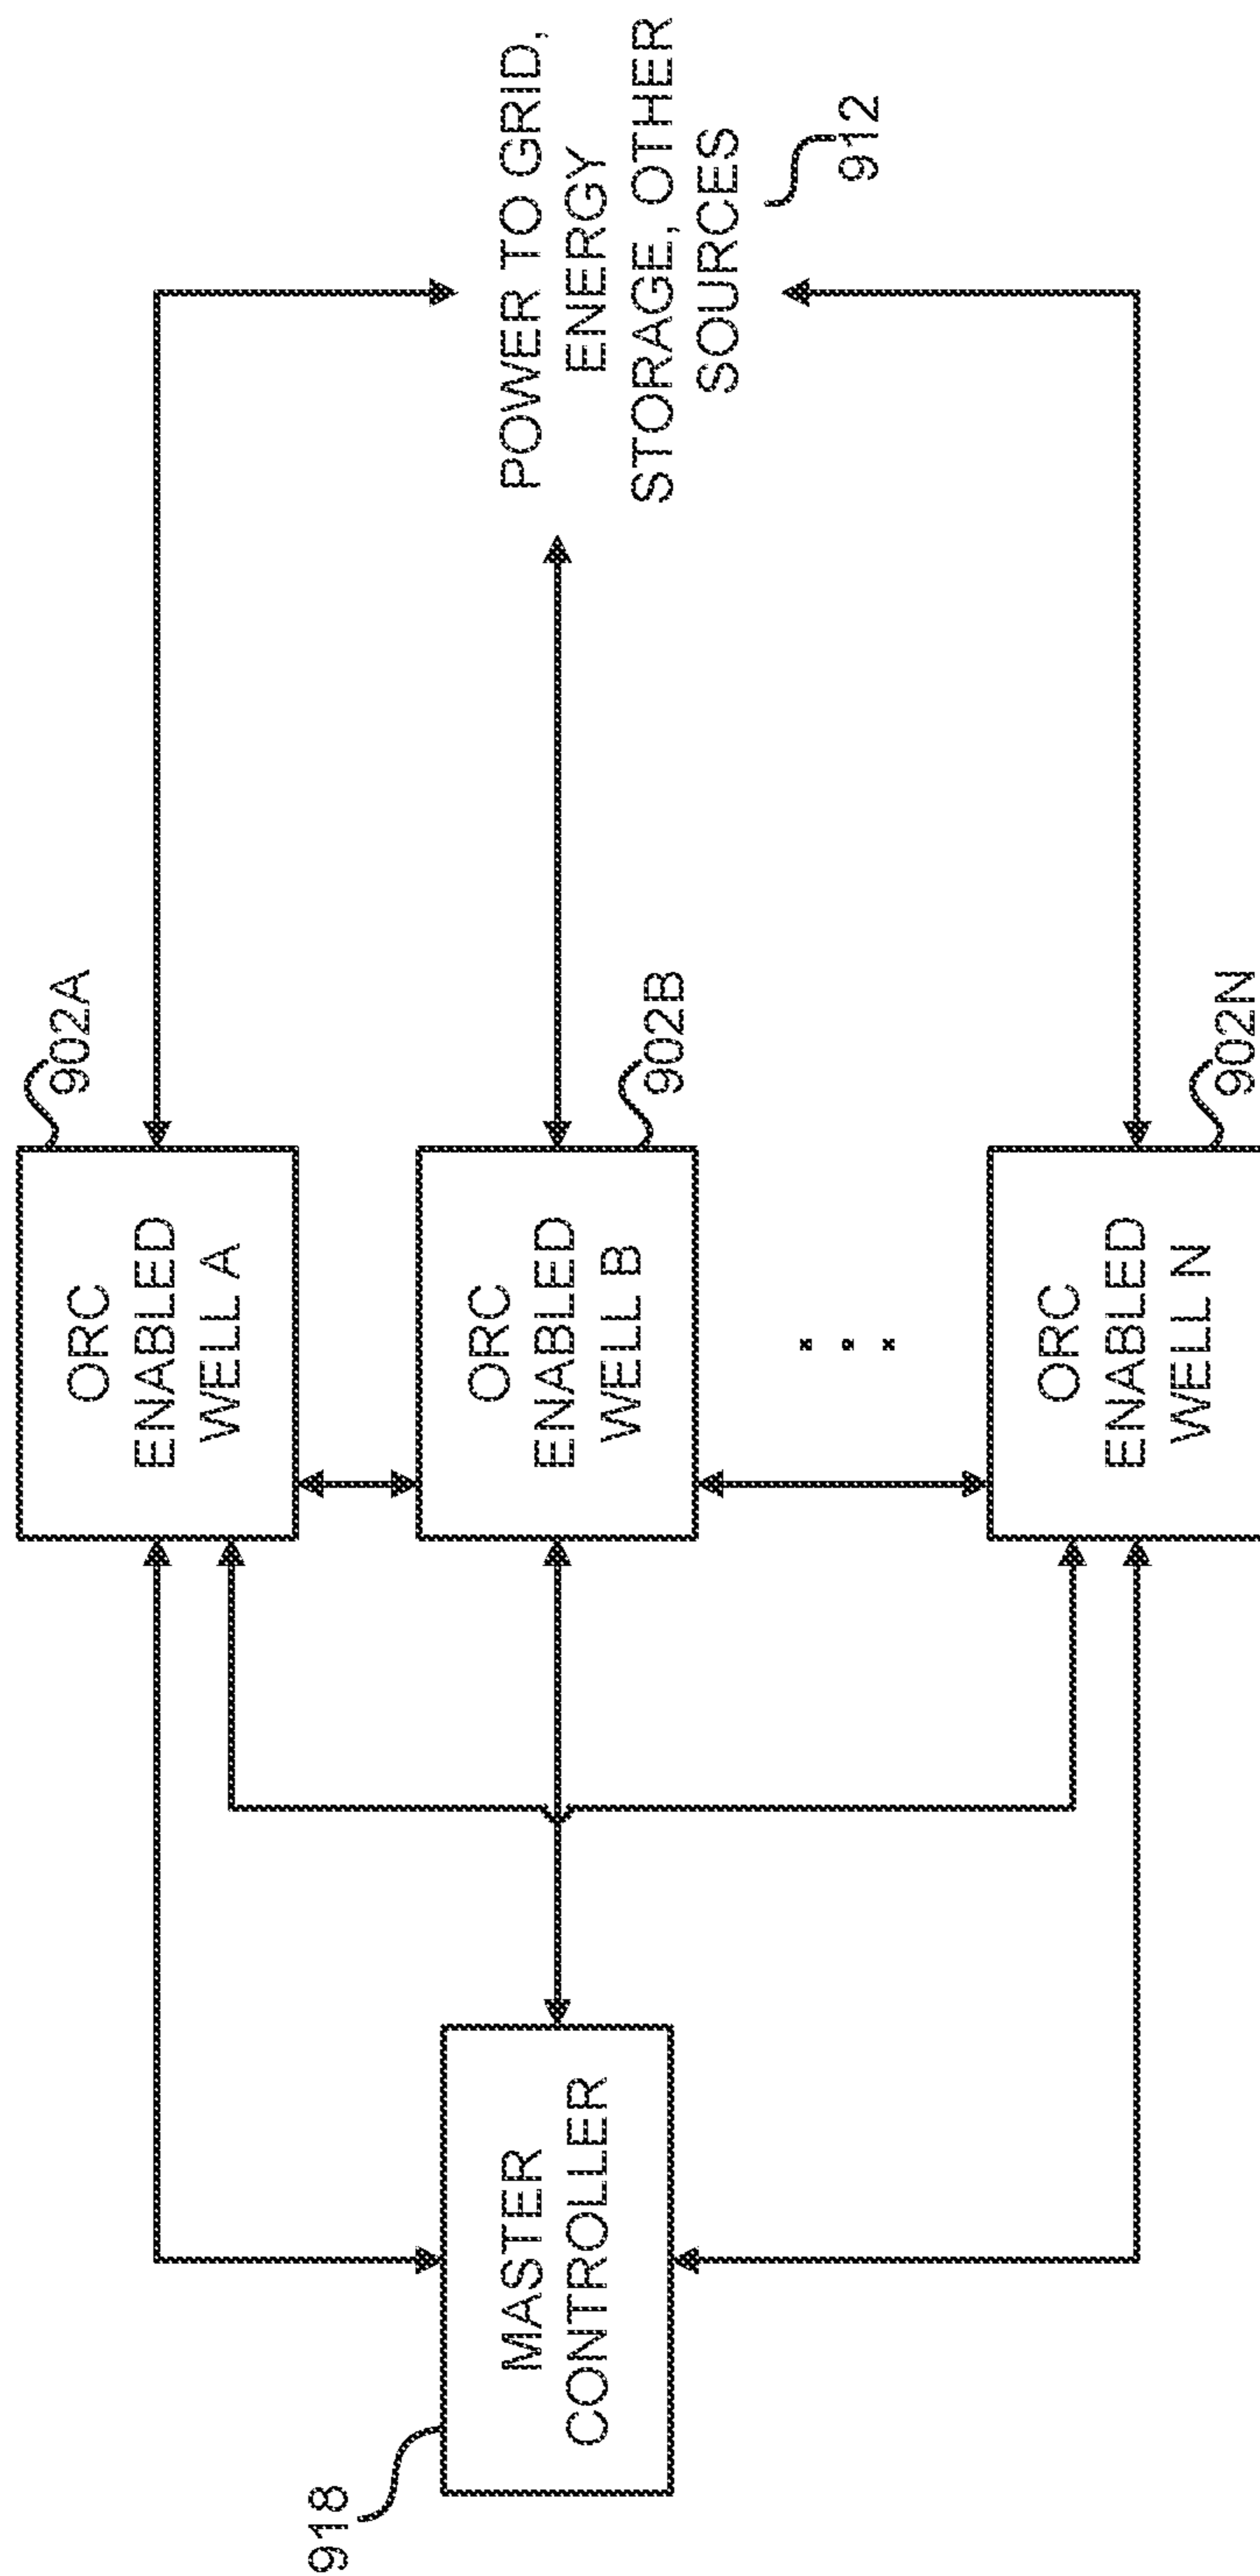 902A
ORC
ENABLED
WELL A
918
MASTER
CONTROLLER
902B
ORC
ENABLED
WELL B
POWER TO GRID,
ENERGY
STORAGE, OTHER
SOURCES
912
. . .
902N
ORC
ENABLED
WELL N